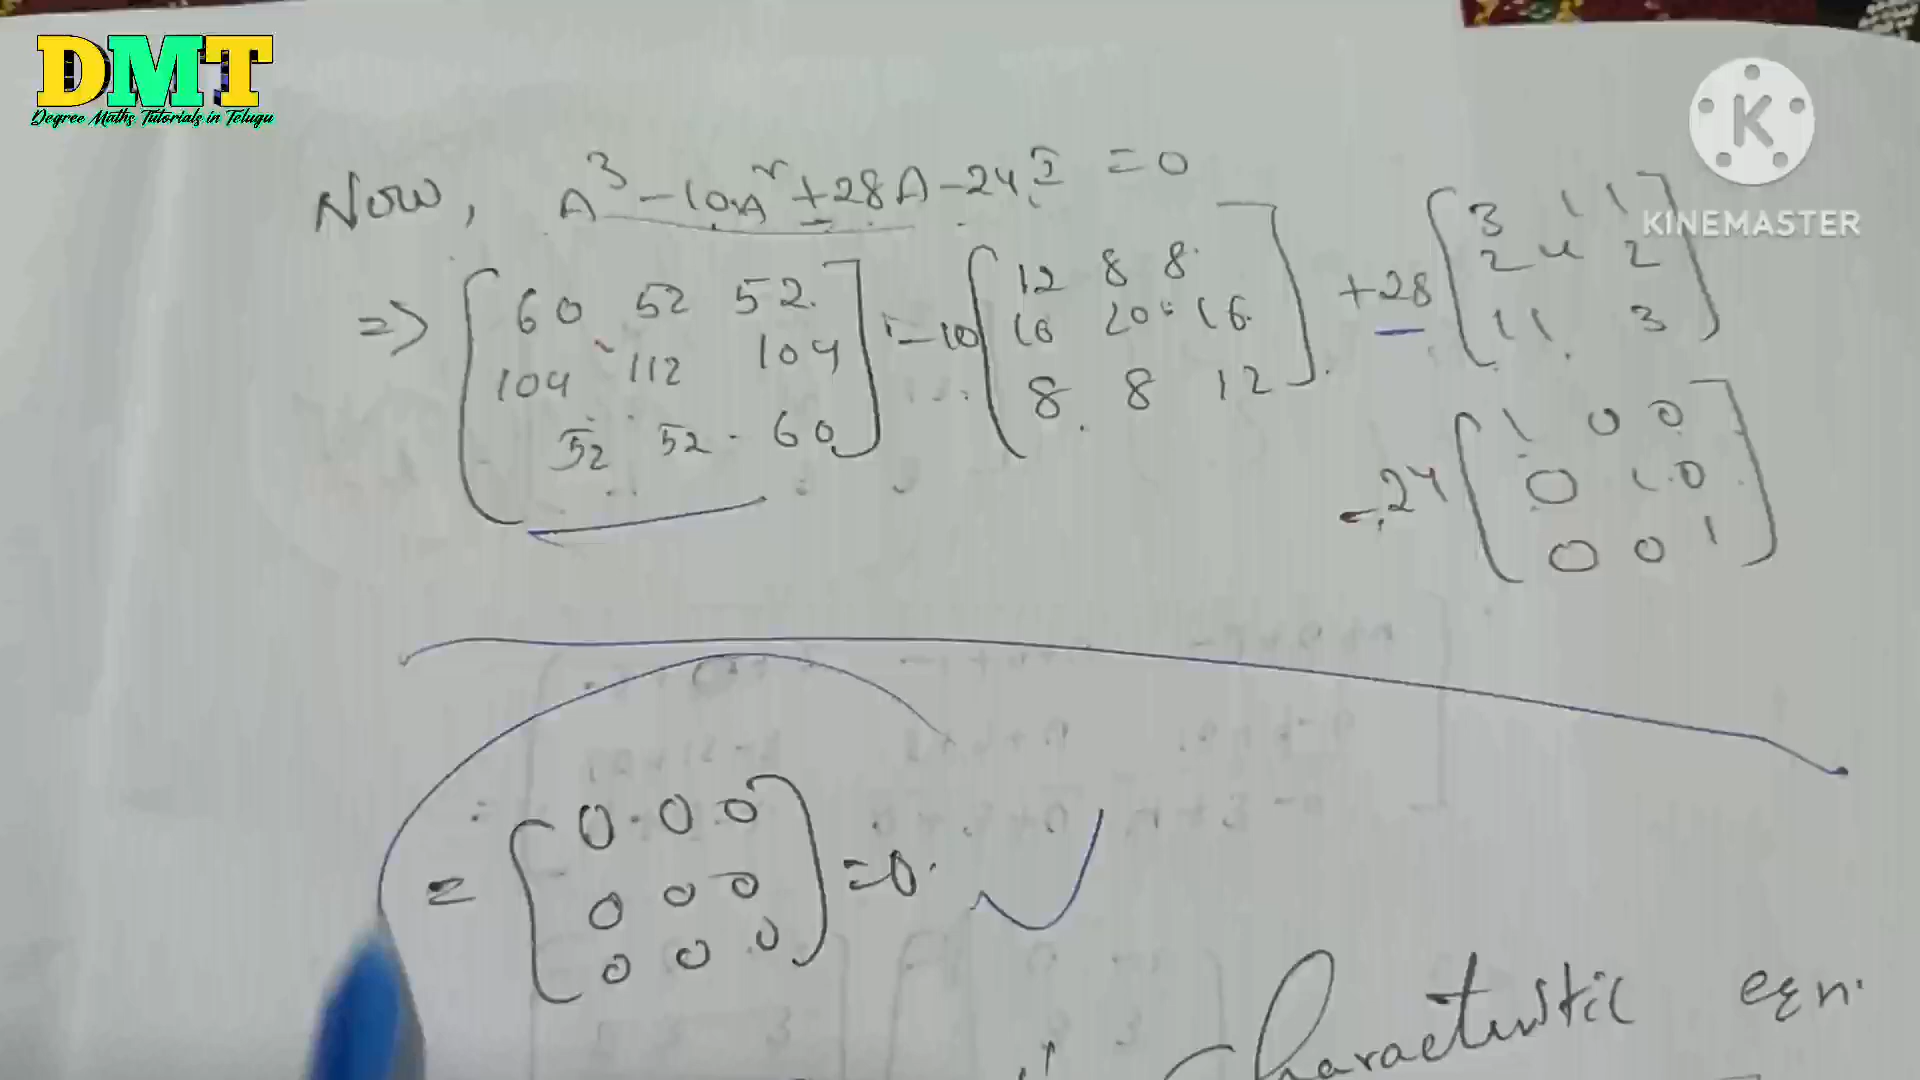 DMT
Degree Maths Tutorials in Telugu
K
KINEMASTER
Now, A³ - 10A² + 28A - 24I = 0
=> [60 52 52
104 112 104
52 52 60] - 10 [12 8 8
16 20 16
8 8 12] + 28 [3 1 1
2 4 2
1 1 3]
- 24 [1 0 0
0 1 0
0 0 1]
= [0 0 0
0 0 0
0 0 0] = 0.
Characteristic eqn.